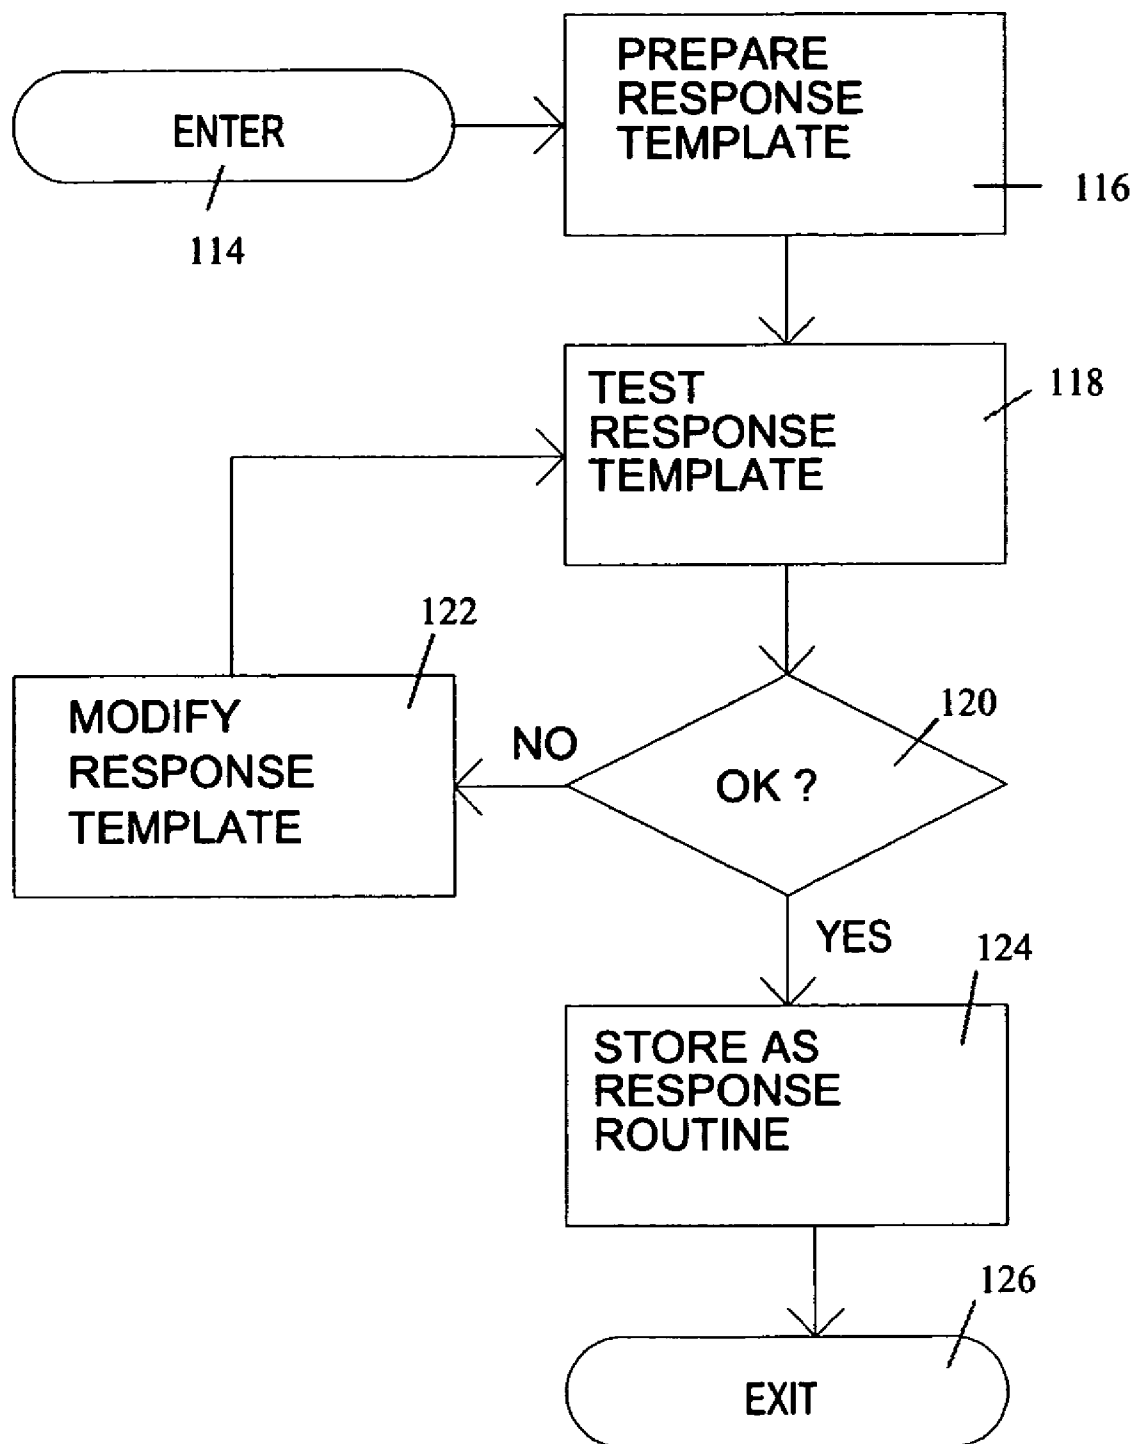 PREPARE
RESPONSE
TEMPLATE
ENTER
116
114
TEST
RESPONSE
TEMPLATE
118
122
MODIFY
RESPONSE
TEMPLATE
NO
120
OK ?
YES
124
STORE AS
RESPONSE
ROUTINE
126
EXIT